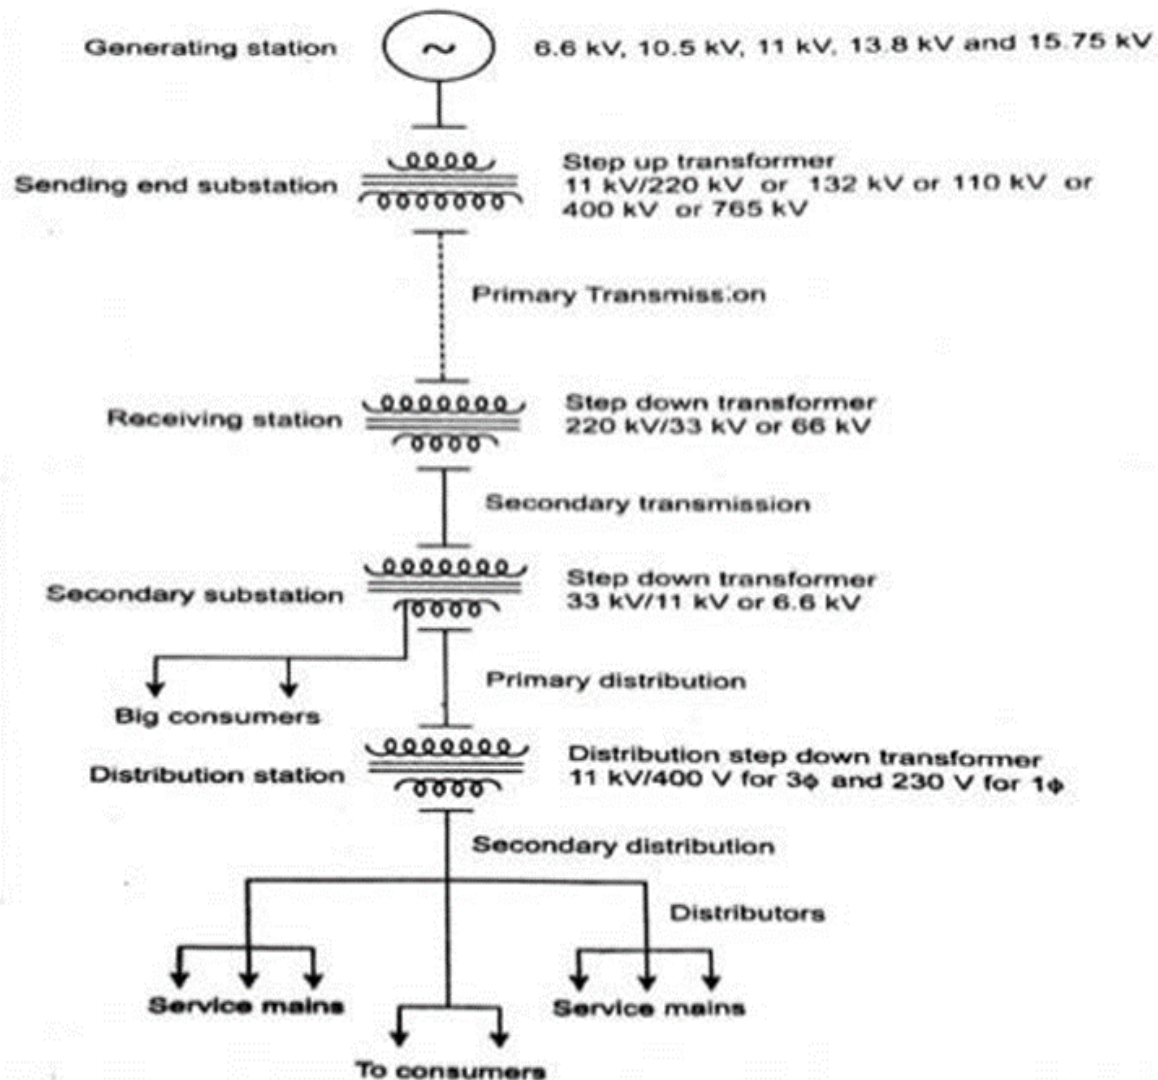 Generating station
6.6 kV, 10.5 kV, 11 kV, 13.8 kV and 15.75 kV
Sending end substation
Step up transformer
11 kV/220 kV or 132 kV or 110 kV or
400 kV or 765 kV
Primary Transmission
Receiving station
Step down transformer
220 kV/33 kV or 66 kV
Secondary transmission
Secondary substation
Step down transformer
33 kV/11 kV or 6.6 kV
Big consumers
Primary distribution
Distribution station
Distribution step down transformer
11 kV/400 V for 3ϕ and 230 V for 1ϕ
Secondary distribution
Distributors
Service mains
Service mains
To consumers